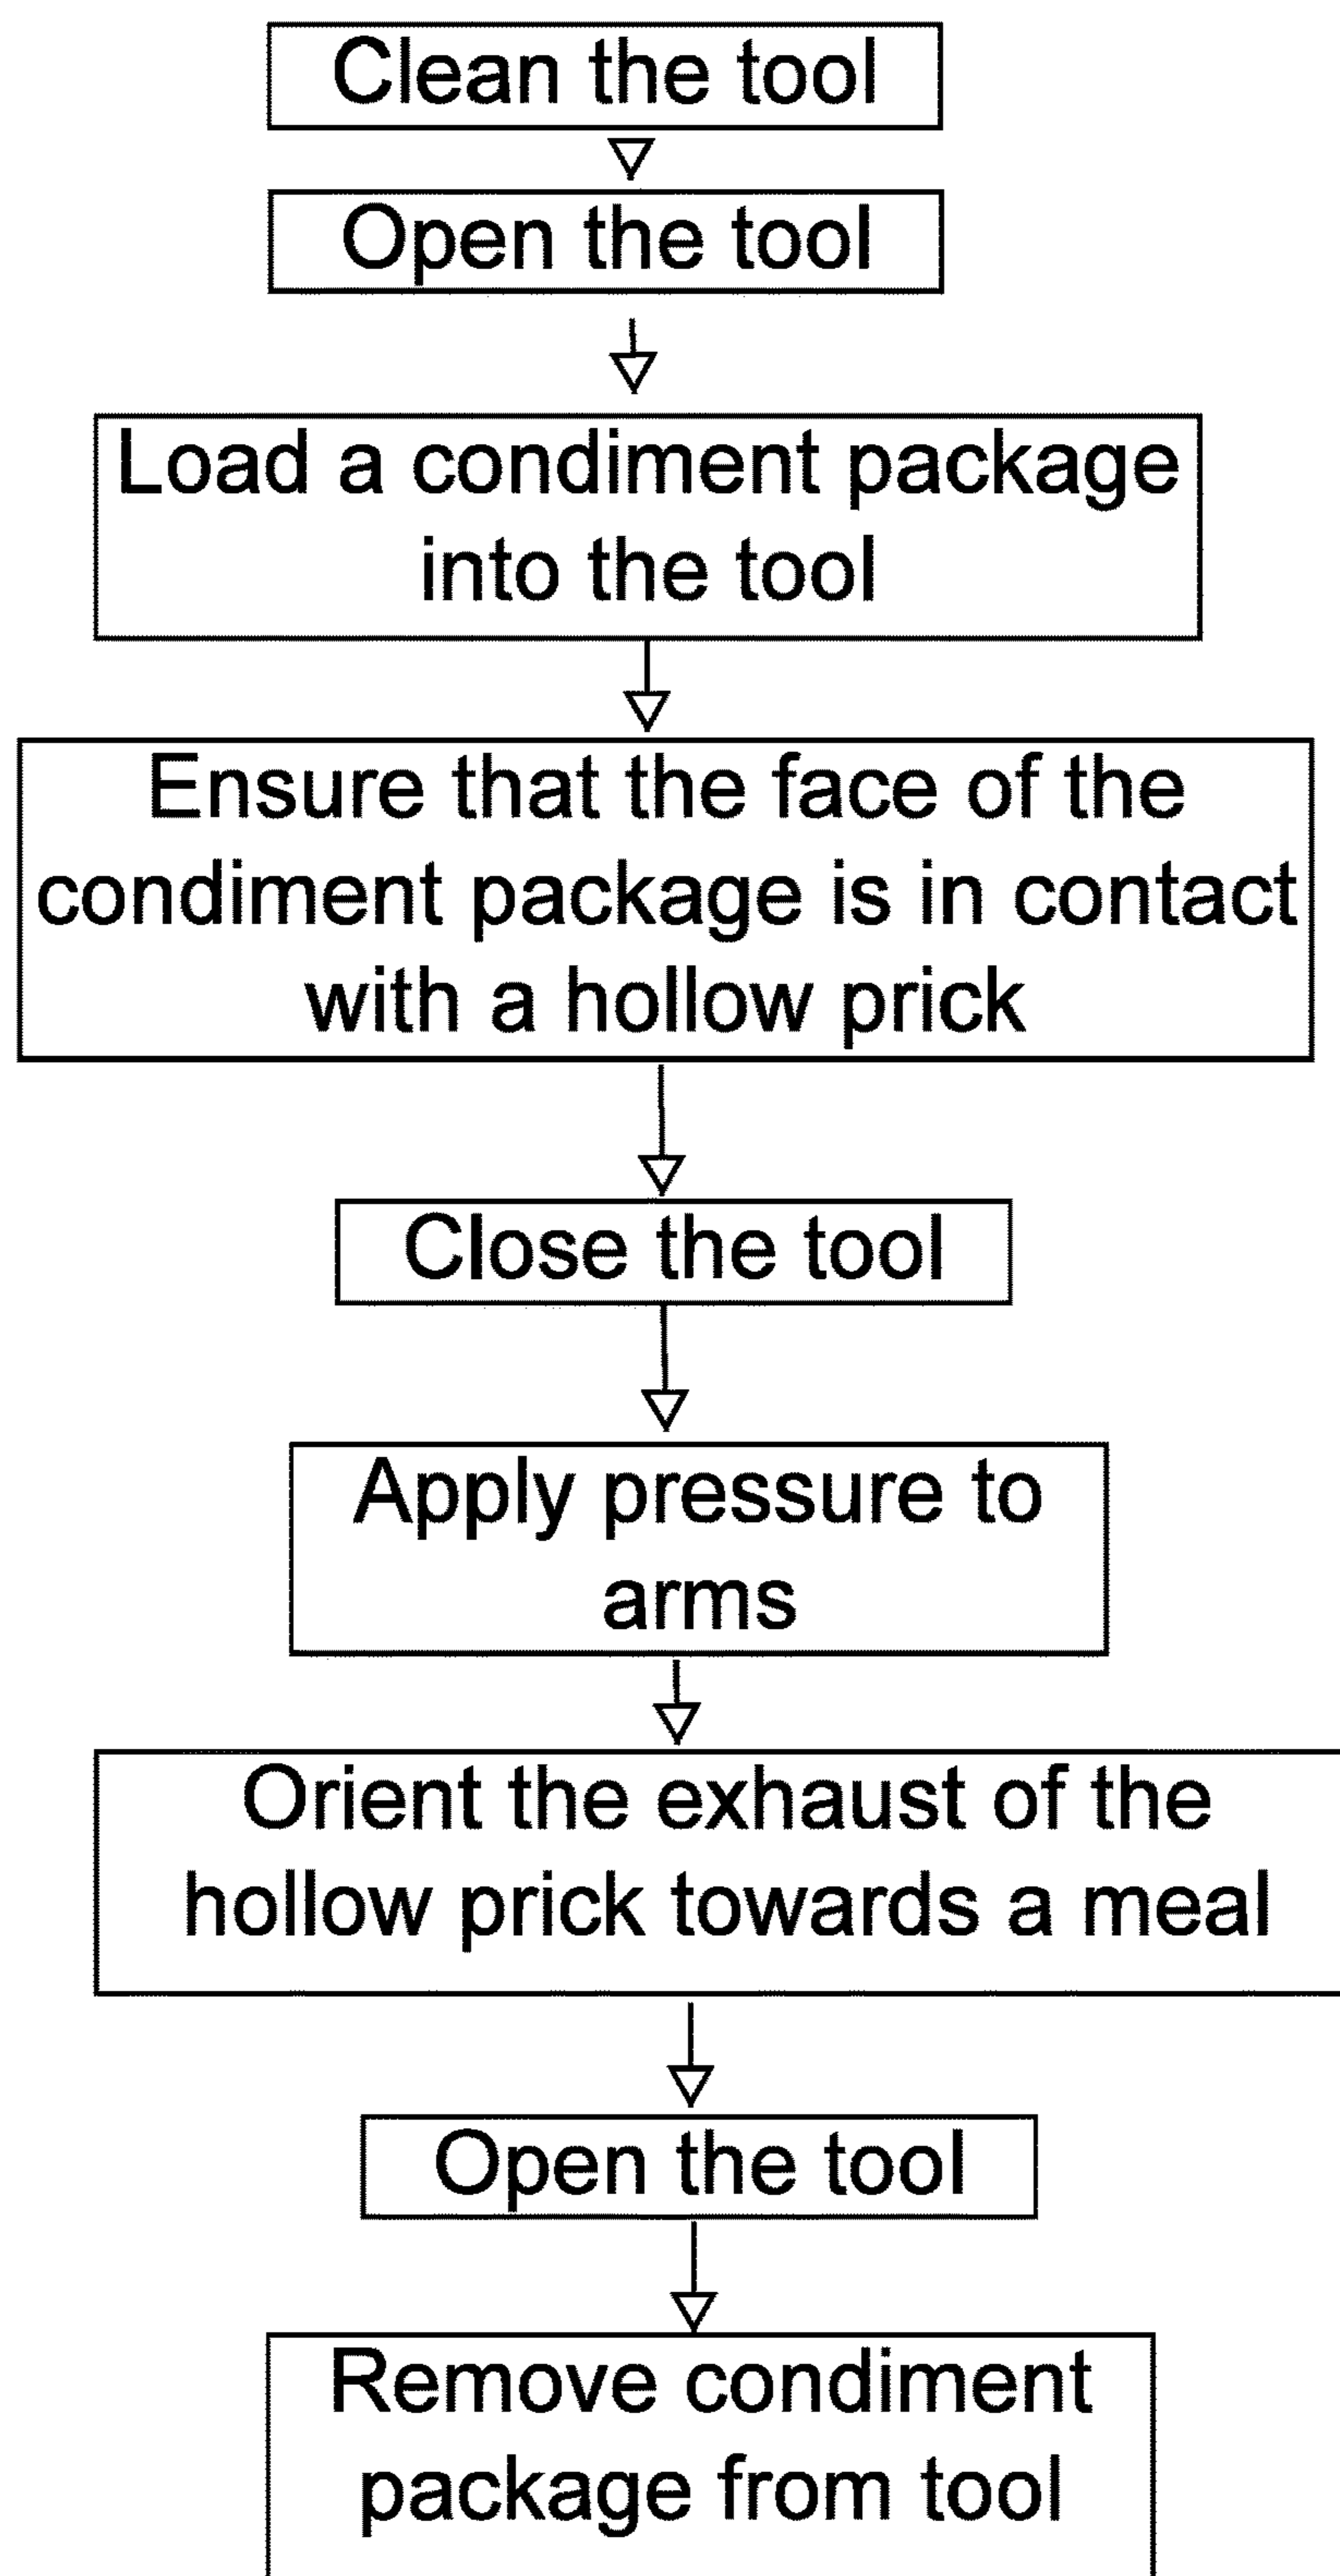 Clean the tool
Open the tool
Load a condiment package
into the tool
Ensure that the face of the
condiment package is in contact
with a hollow prick
Close the tool
Apply pressure to
arms
Orient the exhaust of the
hollow prick towards a meal
Open the tool
Remove condiment
package from tool